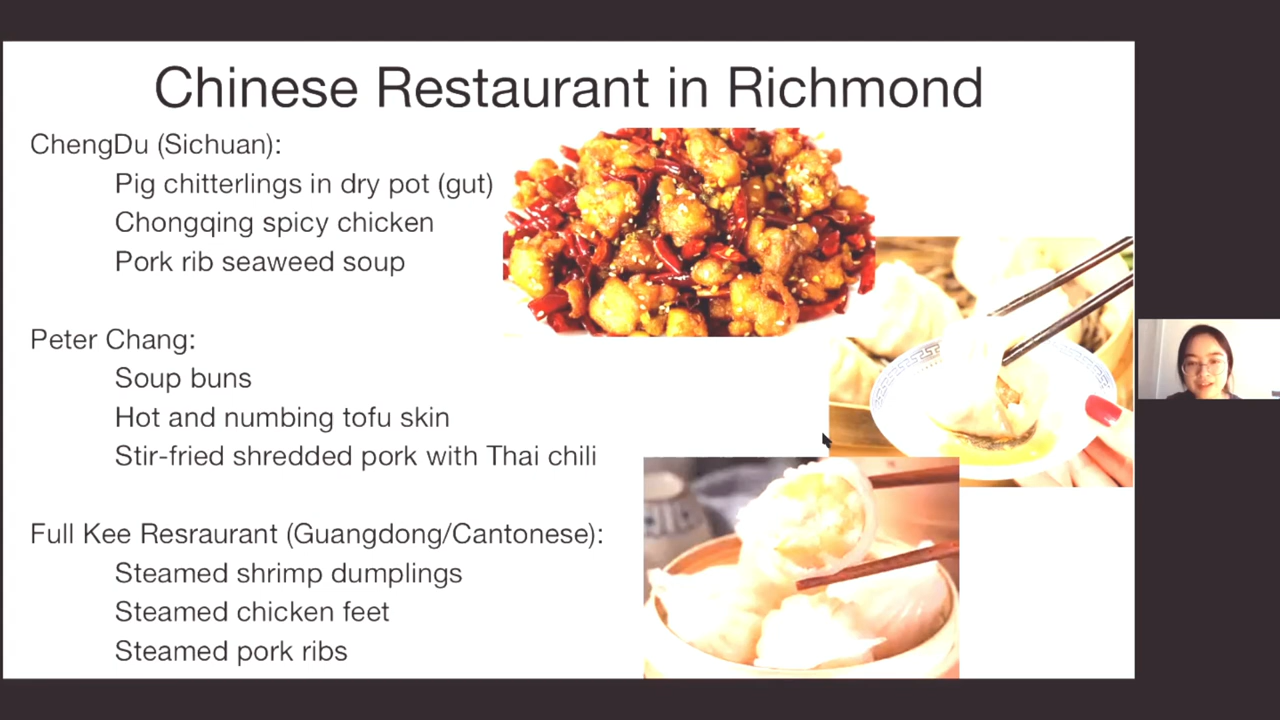 Chinese Restaurant in Richmond
ChengDu (Sichuan):
Pig chitterlings in dry pot (gut)
Chongqing spicy chicken
Pork rib seaweed soup
Peter Chang:
Soup buns
Hot and numbing tofu skin
Stir-fried shredded pork with Thai chili
Full Kee Resraurant (Guangdong/Cantonese):
Steamed shrimp dumplings
Steamed chicken feet
Steamed pork ribs